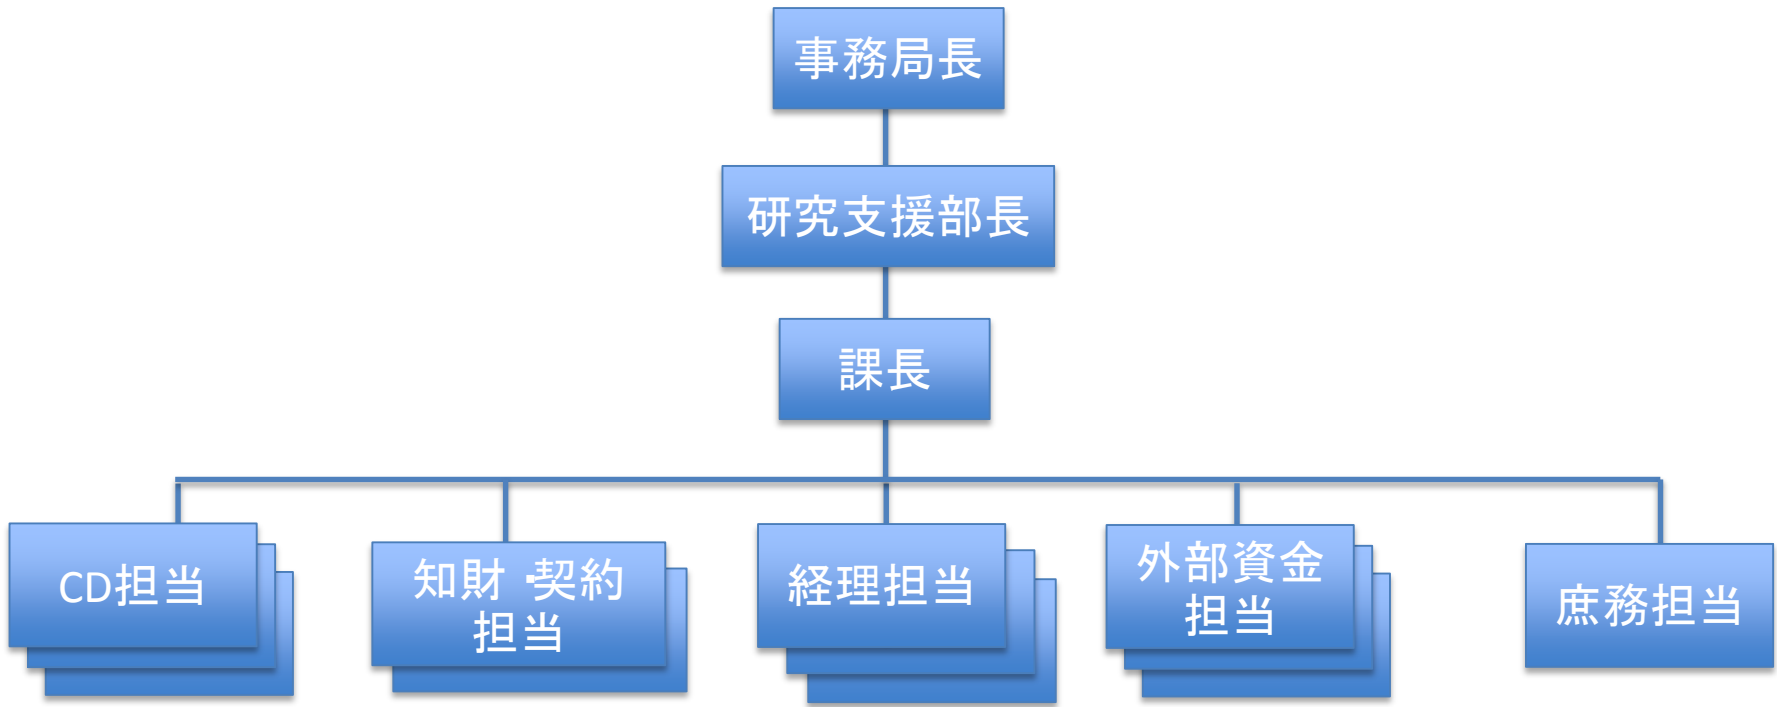 事務局長
研究支援部長
課長
CD担当
知財・契約
担当
経理担当
外部資金
担当
庶務担当